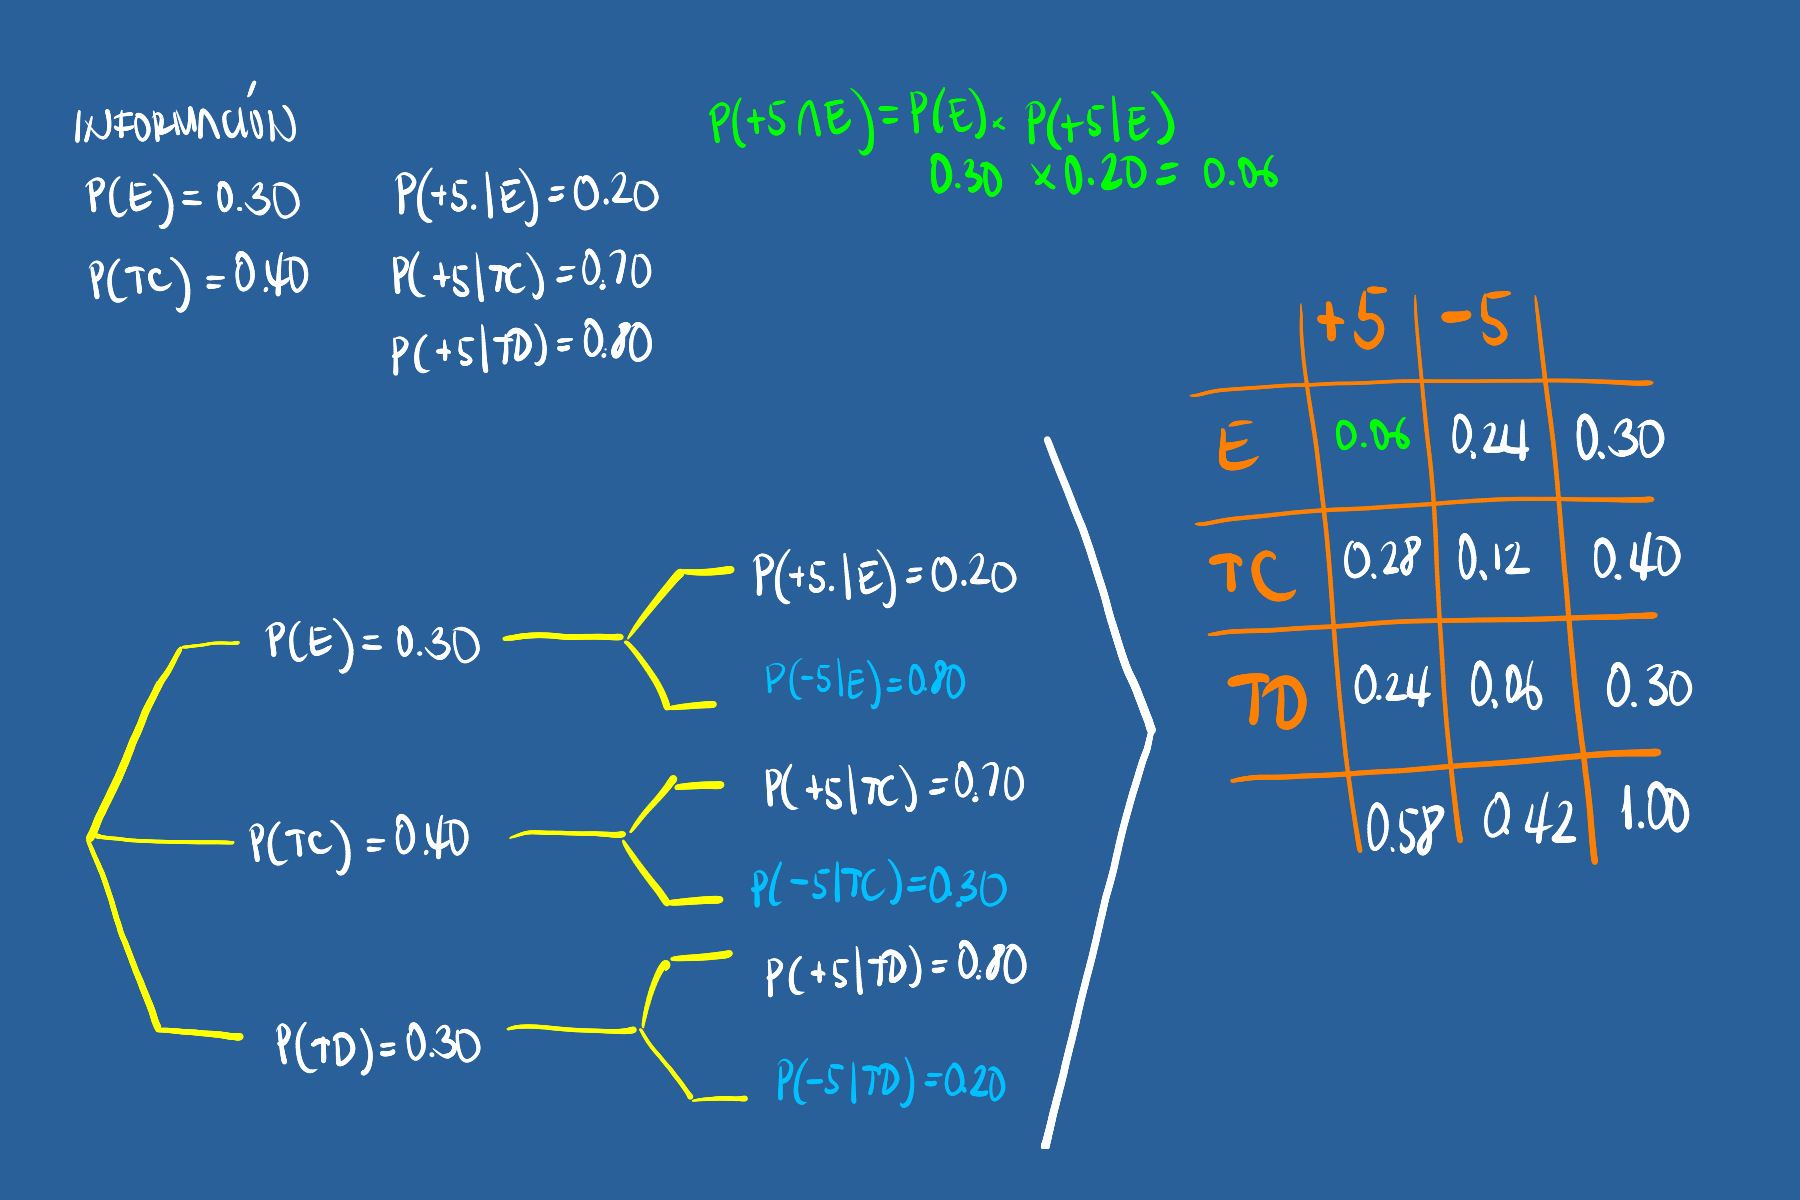 INFORMACIÓN
P(E) = 0.30
P(TC) = 0.40
P(+5.|E) = 0.20
P(+5|TC) = 0.70
P(+5|TD) = 0.80
P(+5∩E) = P(E) × P(+5|E)
0.30 × 0.20 = 0.06
P(E) = 0.30
P(+5.|E) = 0.20
P(-5|E) = 0.80
P(TC) = 0.40
P(+5|TC) = 0.70
P(-5|TC) = 0.30
P(TD) = 0.30
P(+5|TD) = 0.80
P(-5|TD) = 0.20
+5 -5
E 0.06 0.24 0.30
TC 0.28 0.12 0.40
TD 0.24 0.06 0.30
0.58 0.42 1.00